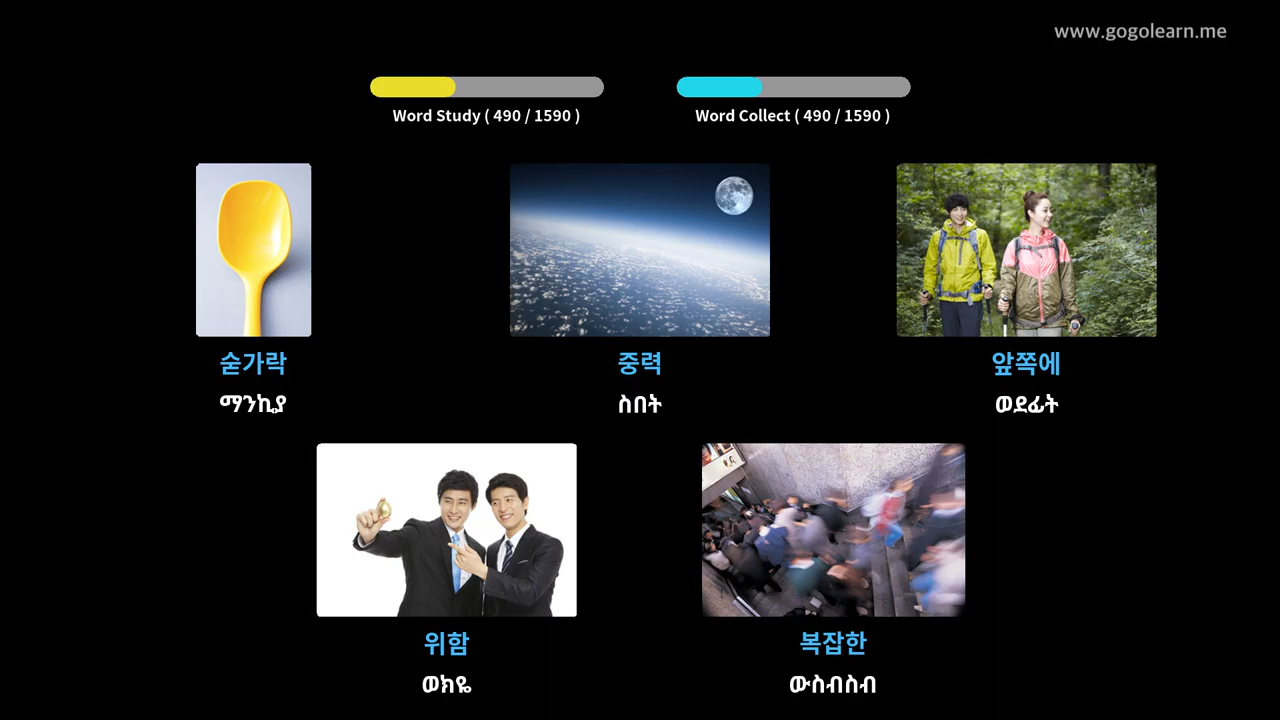 www.gogolearn.me
Word Study ( 490 / 1590 )
Word Collect ( 490 / 1590 )
숟가락
ማንኪያ
중력
ስበት
앞쪽에
ወደፊት
위함
ወክዬ
복잡한
ውስብስብ